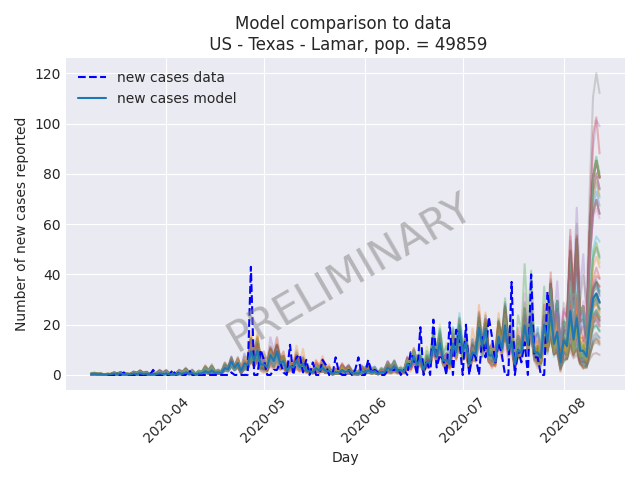 Model comparison to data
US - Texas - Lamar, pop. = 49859
new cases data
new cases model
PRELIMINARY
Number of new cases reported
120
100
80
60
40
20
0
2020-04
2020-05
2020-06
2020-07
2020-08
Day